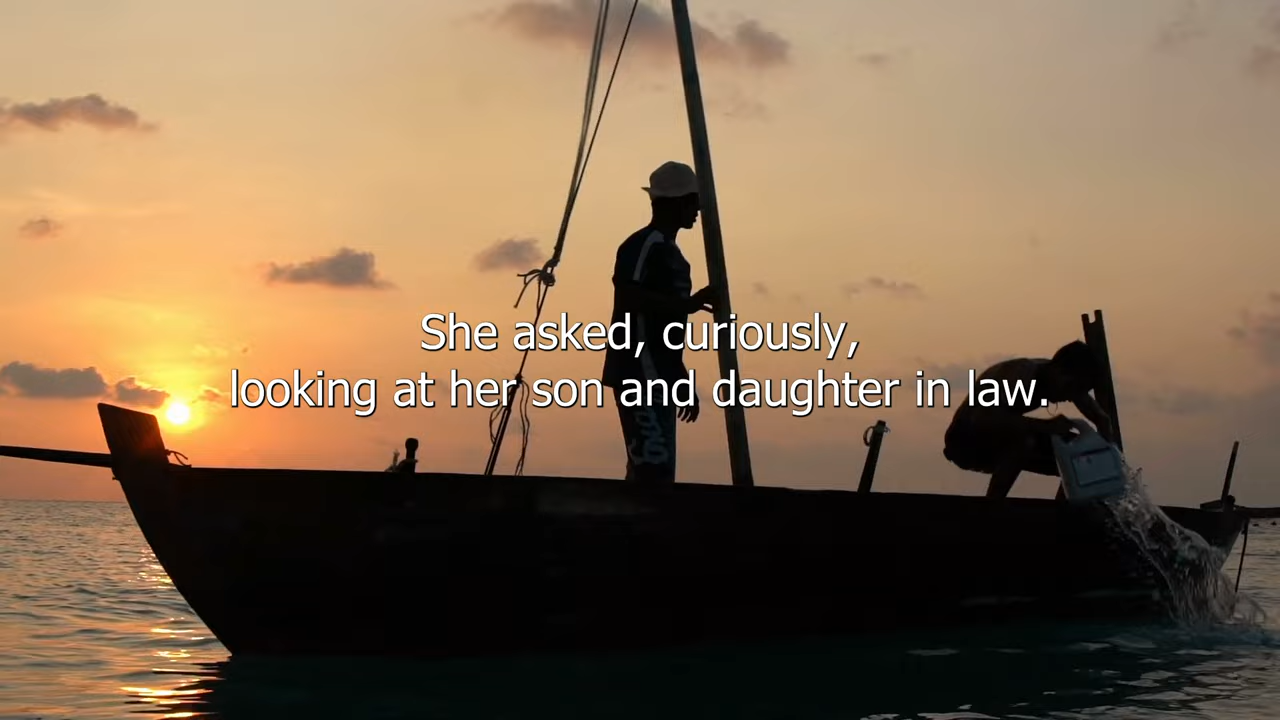 She asked, curiously,
looking at her son and daughter in law.